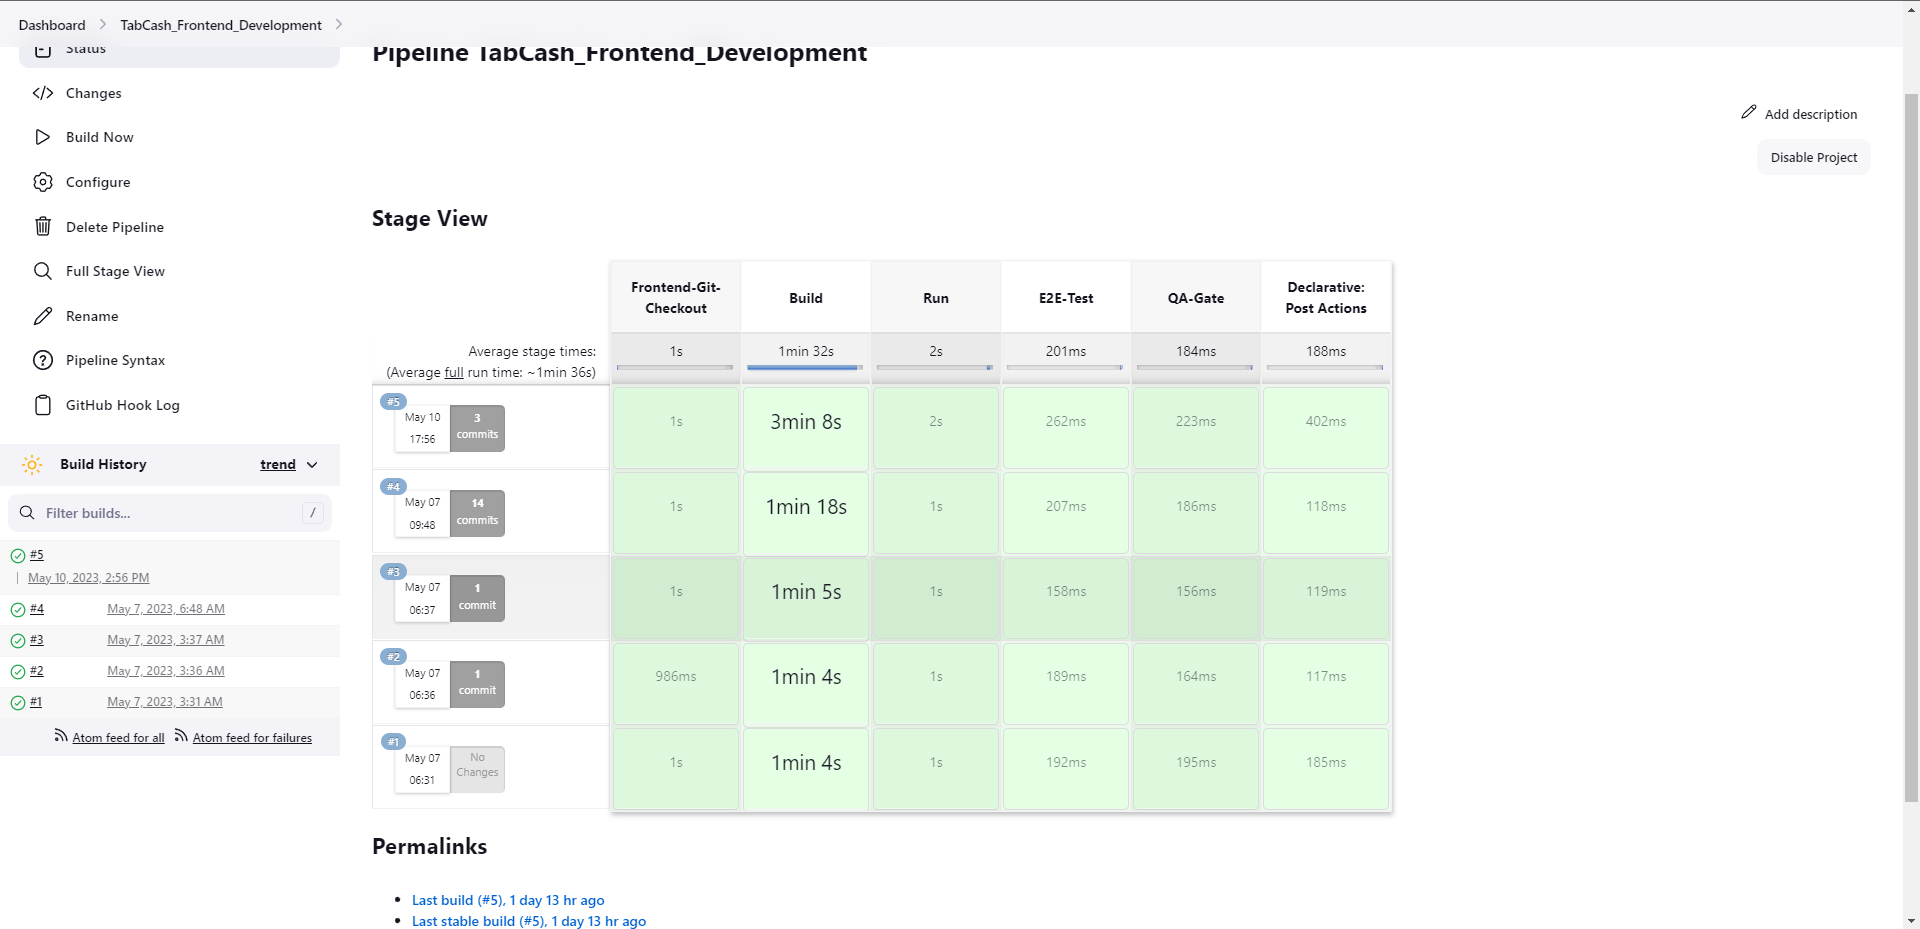 Dashboard
TabCash_Frontend_Development
Status
Changes
Build Now
Configure
Delete Pipeline
Full Stage View
Rename
Pipeline Syntax
GitHub Hook Log
Build History
trend
Filter builds...
/
#5
May 10, 2023, 2:56 PM
#4 May 7, 2023, 6:48 AM
#3 May 7, 2023, 3:37 AM
#2 May 7, 2023, 3:36 AM
#1 May 7, 2023, 3:31 AM
Atom feed for all
Atom feed for failures
Pipeline TabCash_Frontend_Development
Add description
Disable Project
Stage View
Frontend-Git-
Checkout
Build
Run
E2E-Test
QA-Gate
Declarative:
Post Actions
Average stage times:
(Average full run time: ~1min 36s)
1s
1min 32s
2s
201ms
184ms
188ms
#5
May 10
17:56
3
commits
1s
3min 8s
2s
262ms
223ms
402ms
#4
May 07
09:48
14
commits
1s
1min 18s
1s
207ms
186ms
118ms
#3
May 07
06:37
1
commit
1s
1min 5s
1s
158ms
156ms
119ms
#2
May 07
06:36
1
commit
986ms
1min 4s
1s
189ms
164ms
117ms
#1
May 07
06:31
No
Changes
1s
1min 4s
1s
192ms
195ms
185ms
Permalinks
Last build (#5), 1 day 13 hr ago
Last stable build (#5), 1 day 13 hr ago